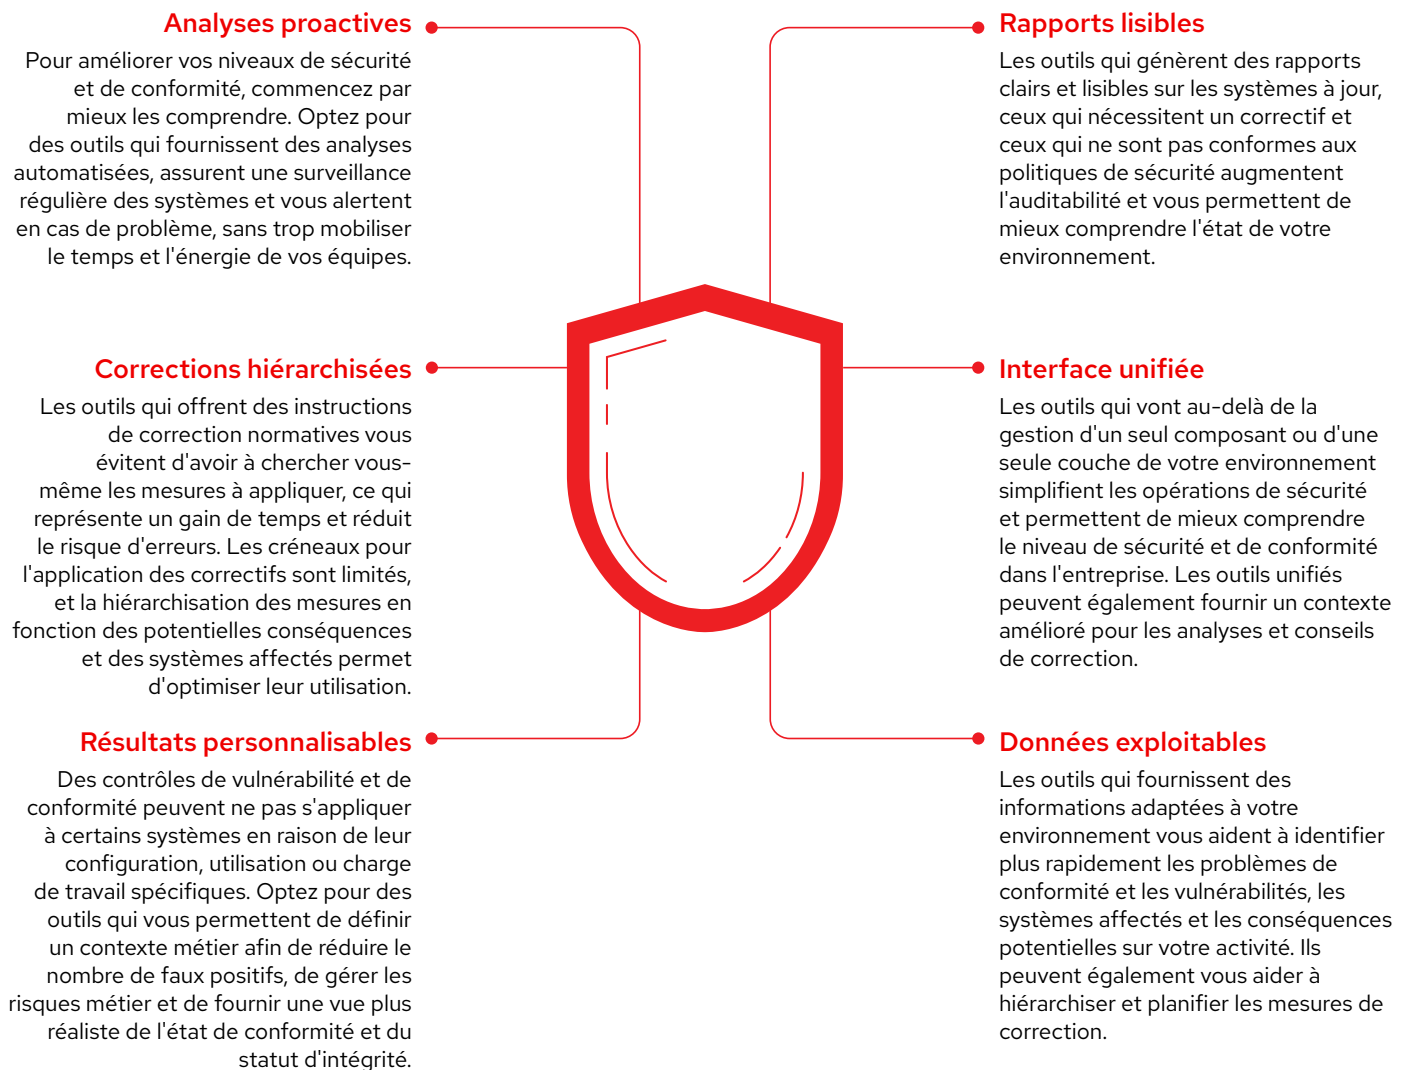 Analyses proactives
Pour améliorer vos niveaux de sécurité
et de conformité, commencez par
mieux les comprendre. Optez pour
des outils qui fournissent des analyses
automatisées, assurent une surveillance
régulière des systèmes et vous alertent
en cas de problème, sans trop mobiliser
le temps et l'énergie de vos équipes.
Corrections hiérarchisées
Les outils qui offrent des instructions
de correction normatives vous
évitent d'avoir à chercher vous-
même les mesures à appliquer, ce qui
représente un gain de temps et réduit
le risque d'erreurs. Les créneaux pour
l'application des correctifs sont limités,
et la hiérarchisation des mesures en
fonction des potentielles conséquences
et des systèmes affectés permet
d'optimiser leur utilisation.
Résultats personnalisables
Des contrôles de vulnérabilité et de
conformité peuvent ne pas s'appliquer
à certains systèmes en raison de leur
configuration, utilisation ou charge
de travail spécifiques. Optez pour des
outils qui vous permettent de définir
un contexte métier afin de réduire le
nombre de faux positifs, de gérer les
risques métier et de fournir une vue plus
réaliste de l'état de conformité et du
statut d'intégrité.
Rapports lisibles
Les outils qui génèrent des rapports
clairs et lisibles sur les systèmes à jour,
ceux qui nécessitent un correctif et
ceux qui ne sont pas conformes aux
politiques de sécurité augmentent
l'auditabilité et vous permettent de
mieux comprendre l'état de votre
environnement.
Interface unifiée
Les outils qui vont au-delà de la
gestion d'un seul composant ou d'une
seule couche de votre environnement
simplifient les opérations de sécurité
et permettent de mieux comprendre
le niveau de sécurité et de conformité
dans l'entreprise. Les outils unifiés
peuvent également fournir un contexte
amélioré pour les analyses et conseils
de correction.
Données exploitables
Les outils qui fournissent des
informations adaptées à votre
environnement vous aident à identifier
plus rapidement les problèmes de
conformité et les vulnérabilités, les
systèmes affectés et les conséquences
potentielles sur votre activité. Ils
peuvent également vous aider à
hiérarchiser et planifier les mesures de
correction.